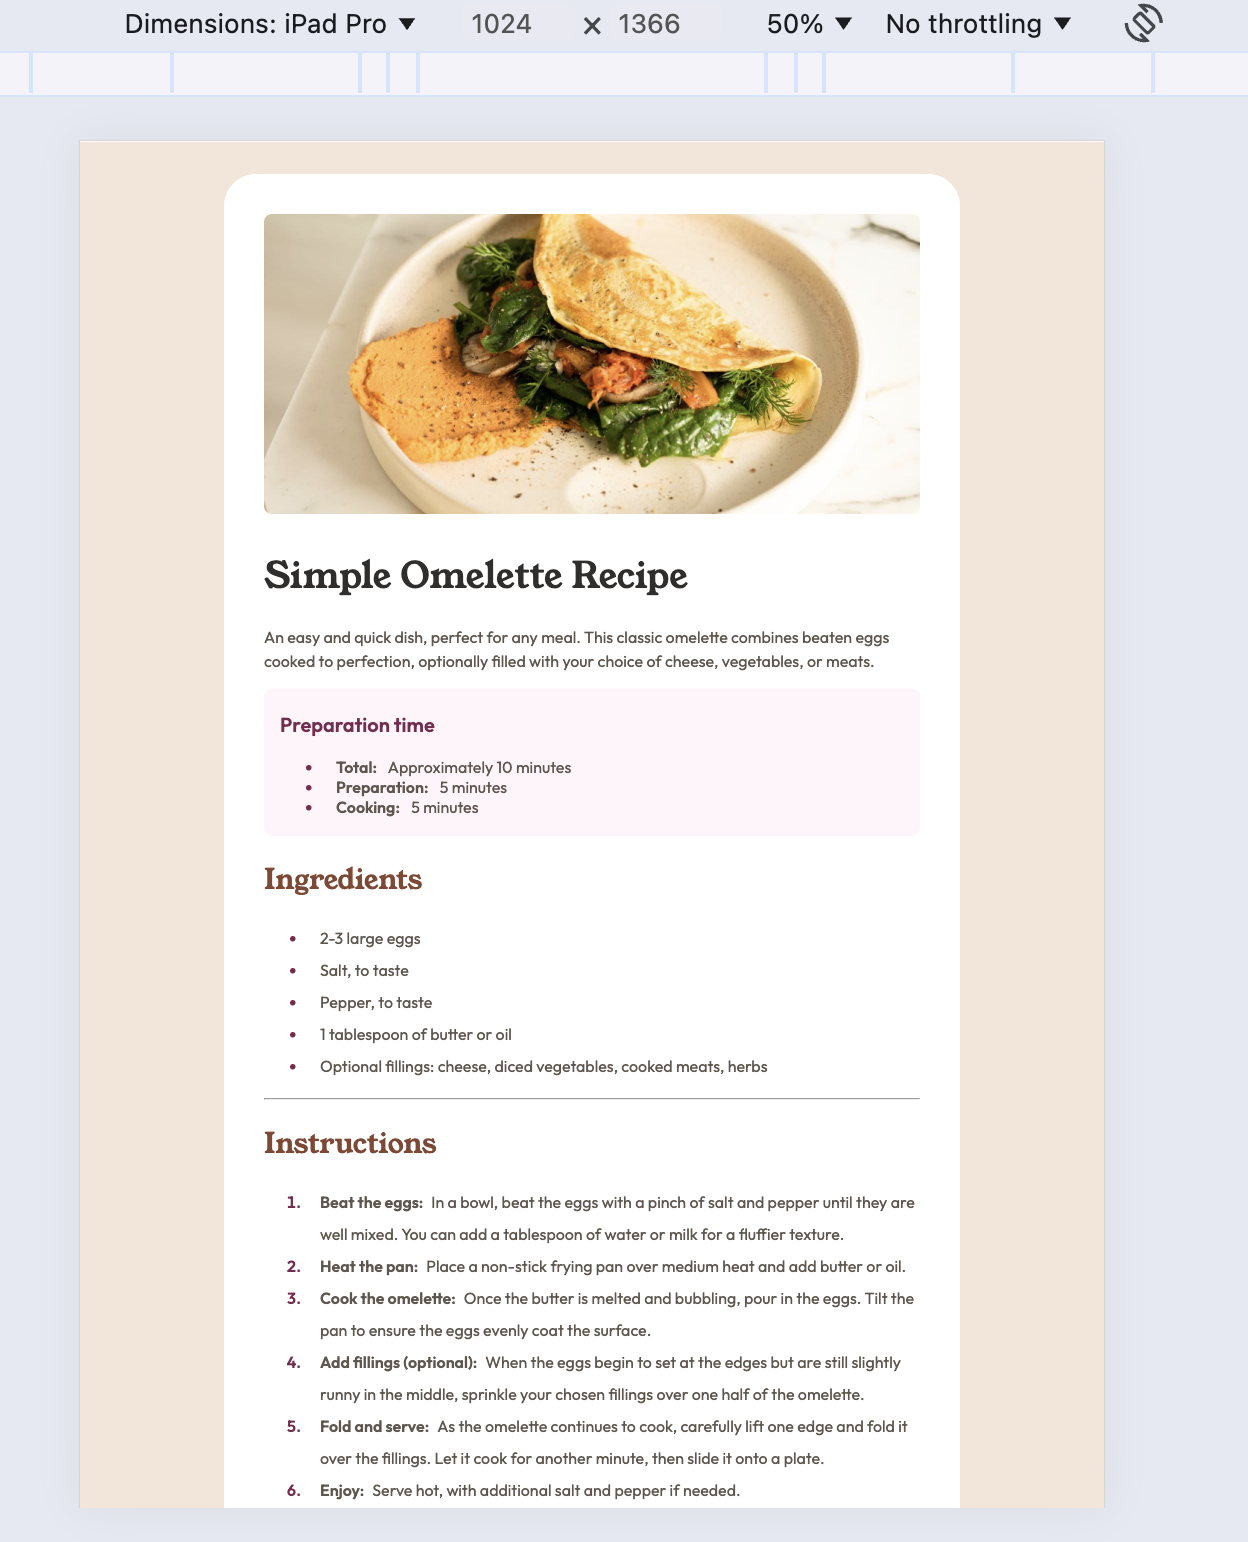 Dimensions: iPad Pro ▼ 1024 × 1366 50% ▼ No throttling ▼
Simple Omelette Recipe
An easy and quick dish, perfect for any meal. This classic omelette combines beaten eggs
cooked to perfection, optionally filled with your choice of cheese, vegetables, or meats.
Preparation time
• Total: Approximately 10 minutes
• Preparation: 5 minutes
• Cooking: 5 minutes
Ingredients
• 2-3 large eggs
• Salt, to taste
• Pepper, to taste
• 1 tablespoon of butter or oil
• Optional fillings: cheese, diced vegetables, cooked meats, herbs
Instructions
1. Beat the eggs: In a bowl, beat the eggs with a pinch of salt and pepper until they are
well mixed. You can add a tablespoon of water or milk for a fluffier texture.
2. Heat the pan: Place a non-stick frying pan over medium heat and add butter or oil.
3. Cook the omelette: Once the butter is melted and bubbling, pour in the eggs. Tilt the
pan to ensure the eggs evenly coat the surface.
4. Add fillings (optional): When the eggs begin to set at the edges but are still slightly
runny in the middle, sprinkle your chosen fillings over one half of the omelette.
5. Fold and serve: As the omelette continues to cook, carefully lift one edge and fold it
over the fillings. Let it cook for another minute, then slide it onto a plate.
6. Enjoy: Serve hot, with additional salt and pepper if needed.